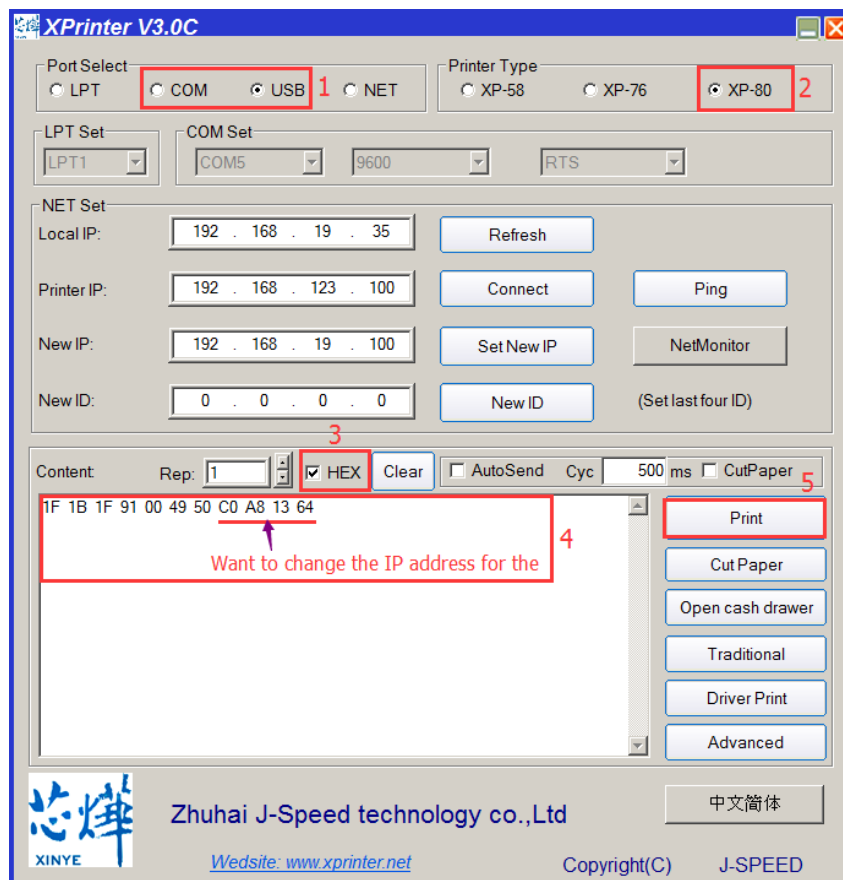 XPrinter V3.0C
Port Select
LPT COM USB 1 NET
Printer Type
XP-58 XP-76 XP-80 2
LPT Set
LPT1
COM Set
COM5 9600 RTS
NET Set
Local IP: 192 . 168 . 19 . 35 Refresh
Printer IP: 192 . 168 . 123 . 100 Connect Ping
New IP: 192 . 168 . 19 . 100 Set New IP NetMonitor
New ID: 0 . 0 . 0 . 0 New ID (Set last four ID)
3
Content: Rep: 1 HEX Clear AutoSend Cyc 500 ms CutPaper
5
1F 1B 1F 91 00 49 50 C0 A8 13 64
Want to change the IP address for the
4
Print
Cut Paper
Open cash drawer
Traditional
Driver Print
Advanced
芯烨
XINYE
Zhuhai J-Speed technology co.,Ltd
中文简体
Wedsite: www.xprinter.net
Copyright(C) J-SPEED